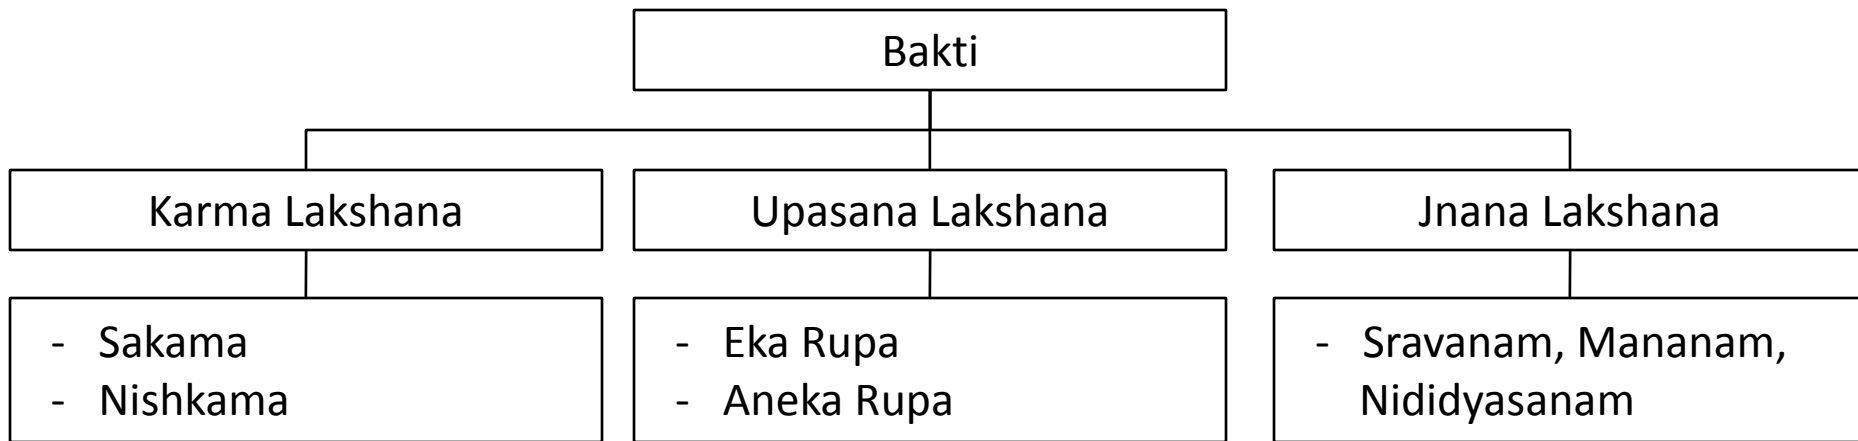 Bakti
Karma Lakshana
Upasana Lakshana
Jnana Lakshana
- Sakama
- Nishkama
- Eka Rupa
- Aneka Rupa
- Sravanam, Mananam,
Nididyasanam